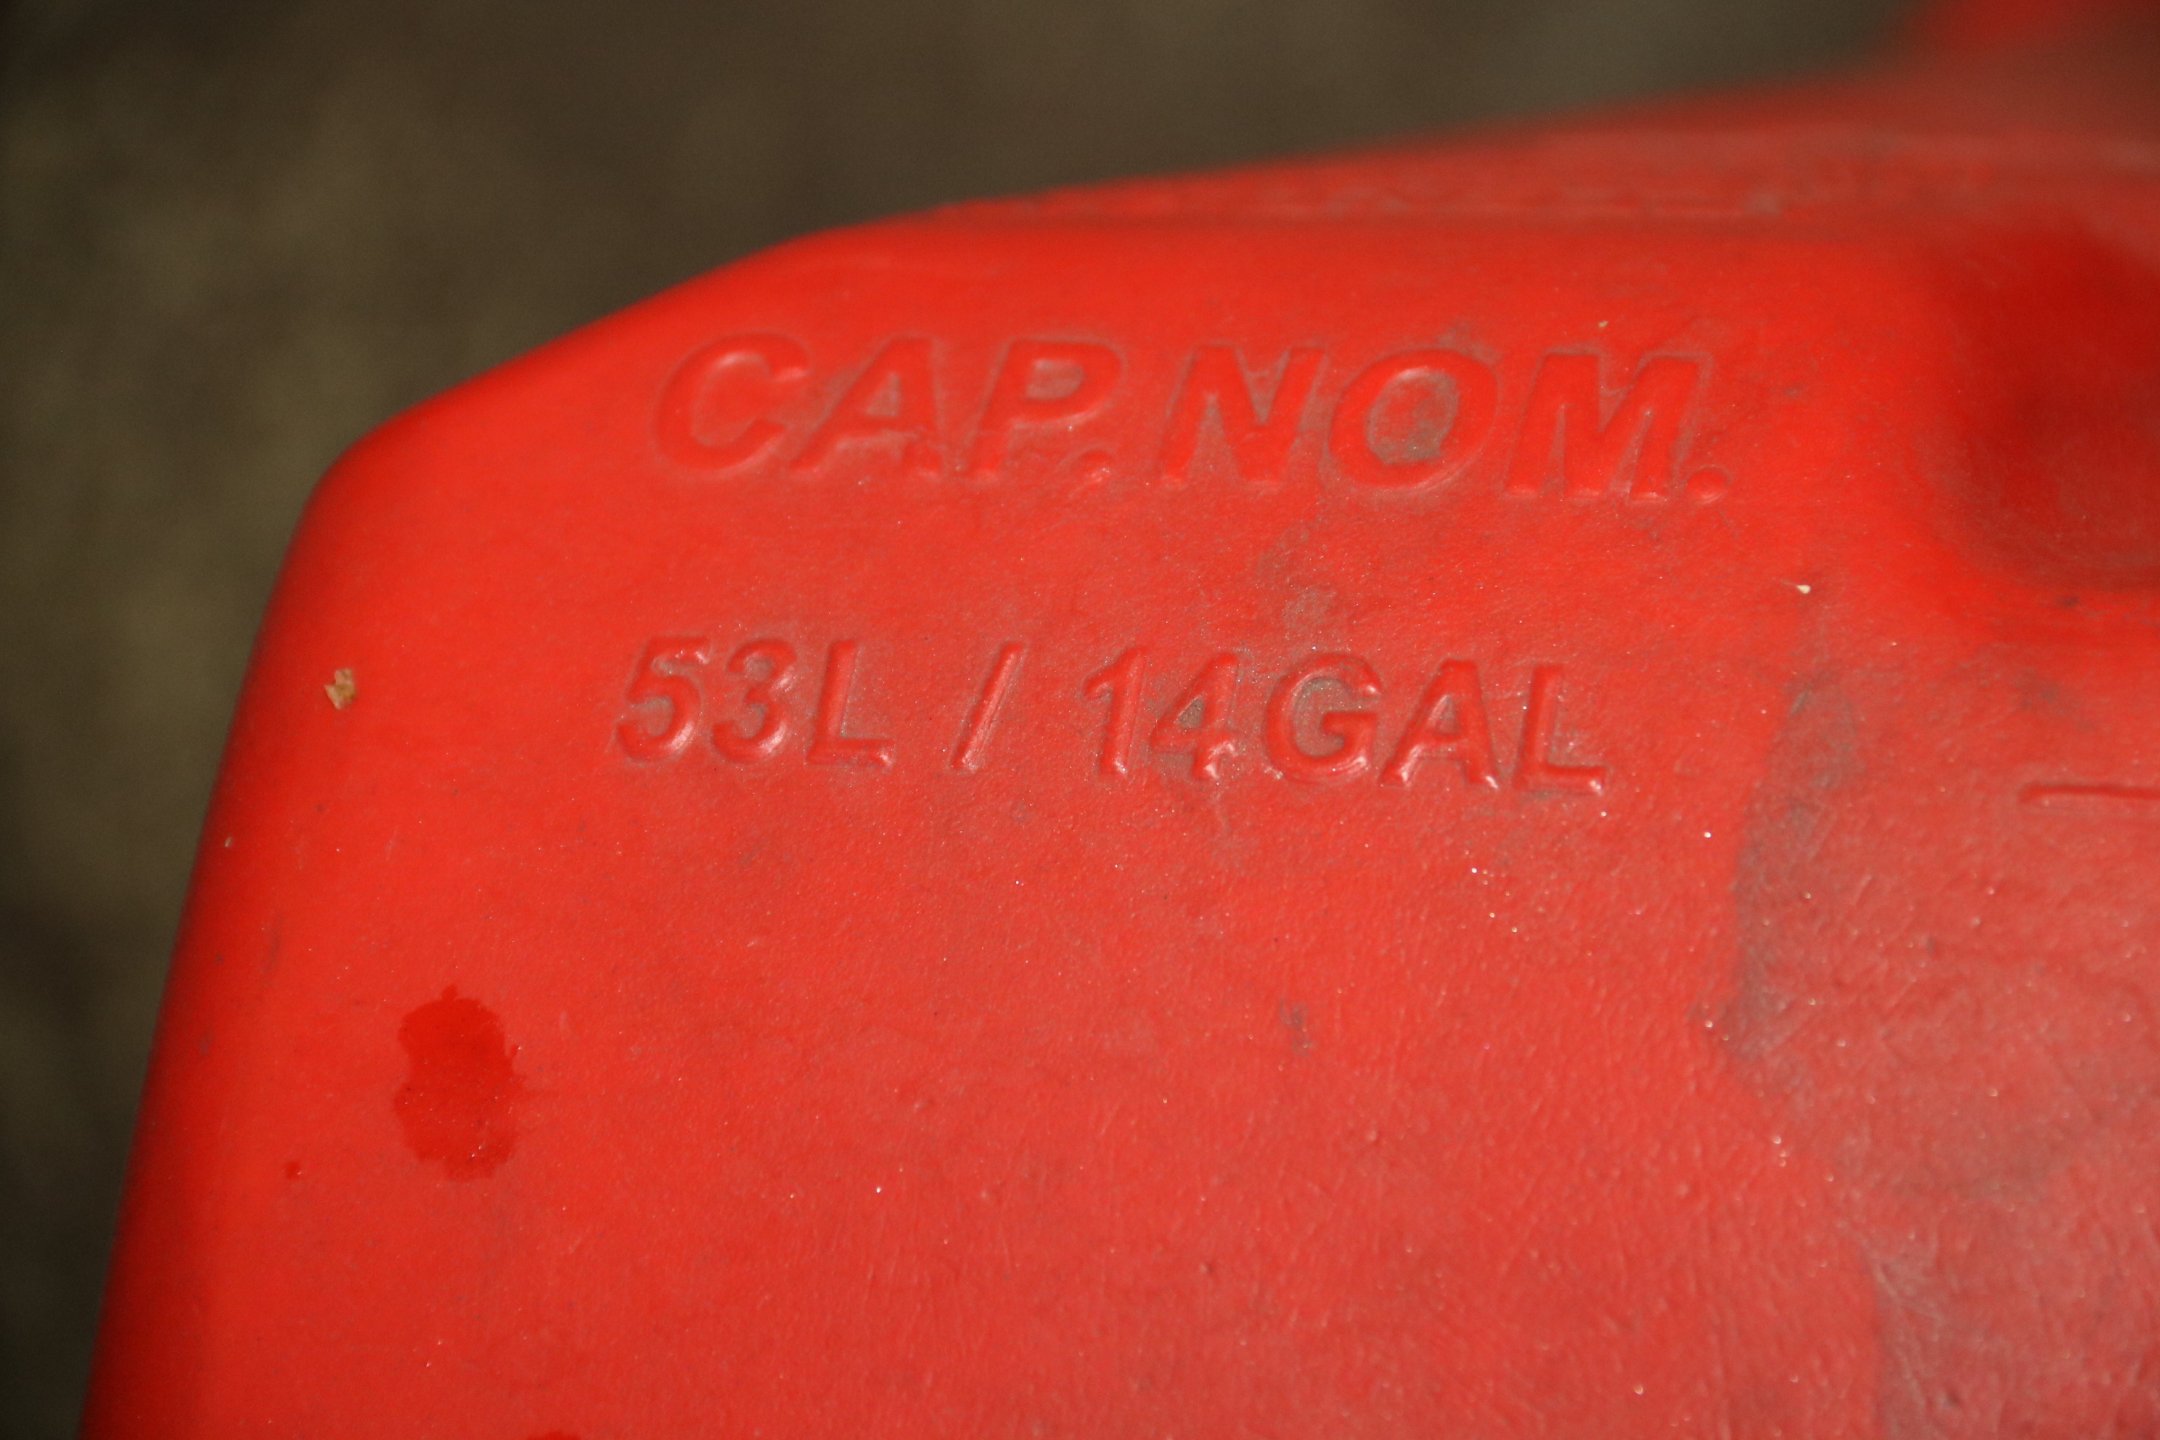 CAP. NOM.
53L / 14GAL